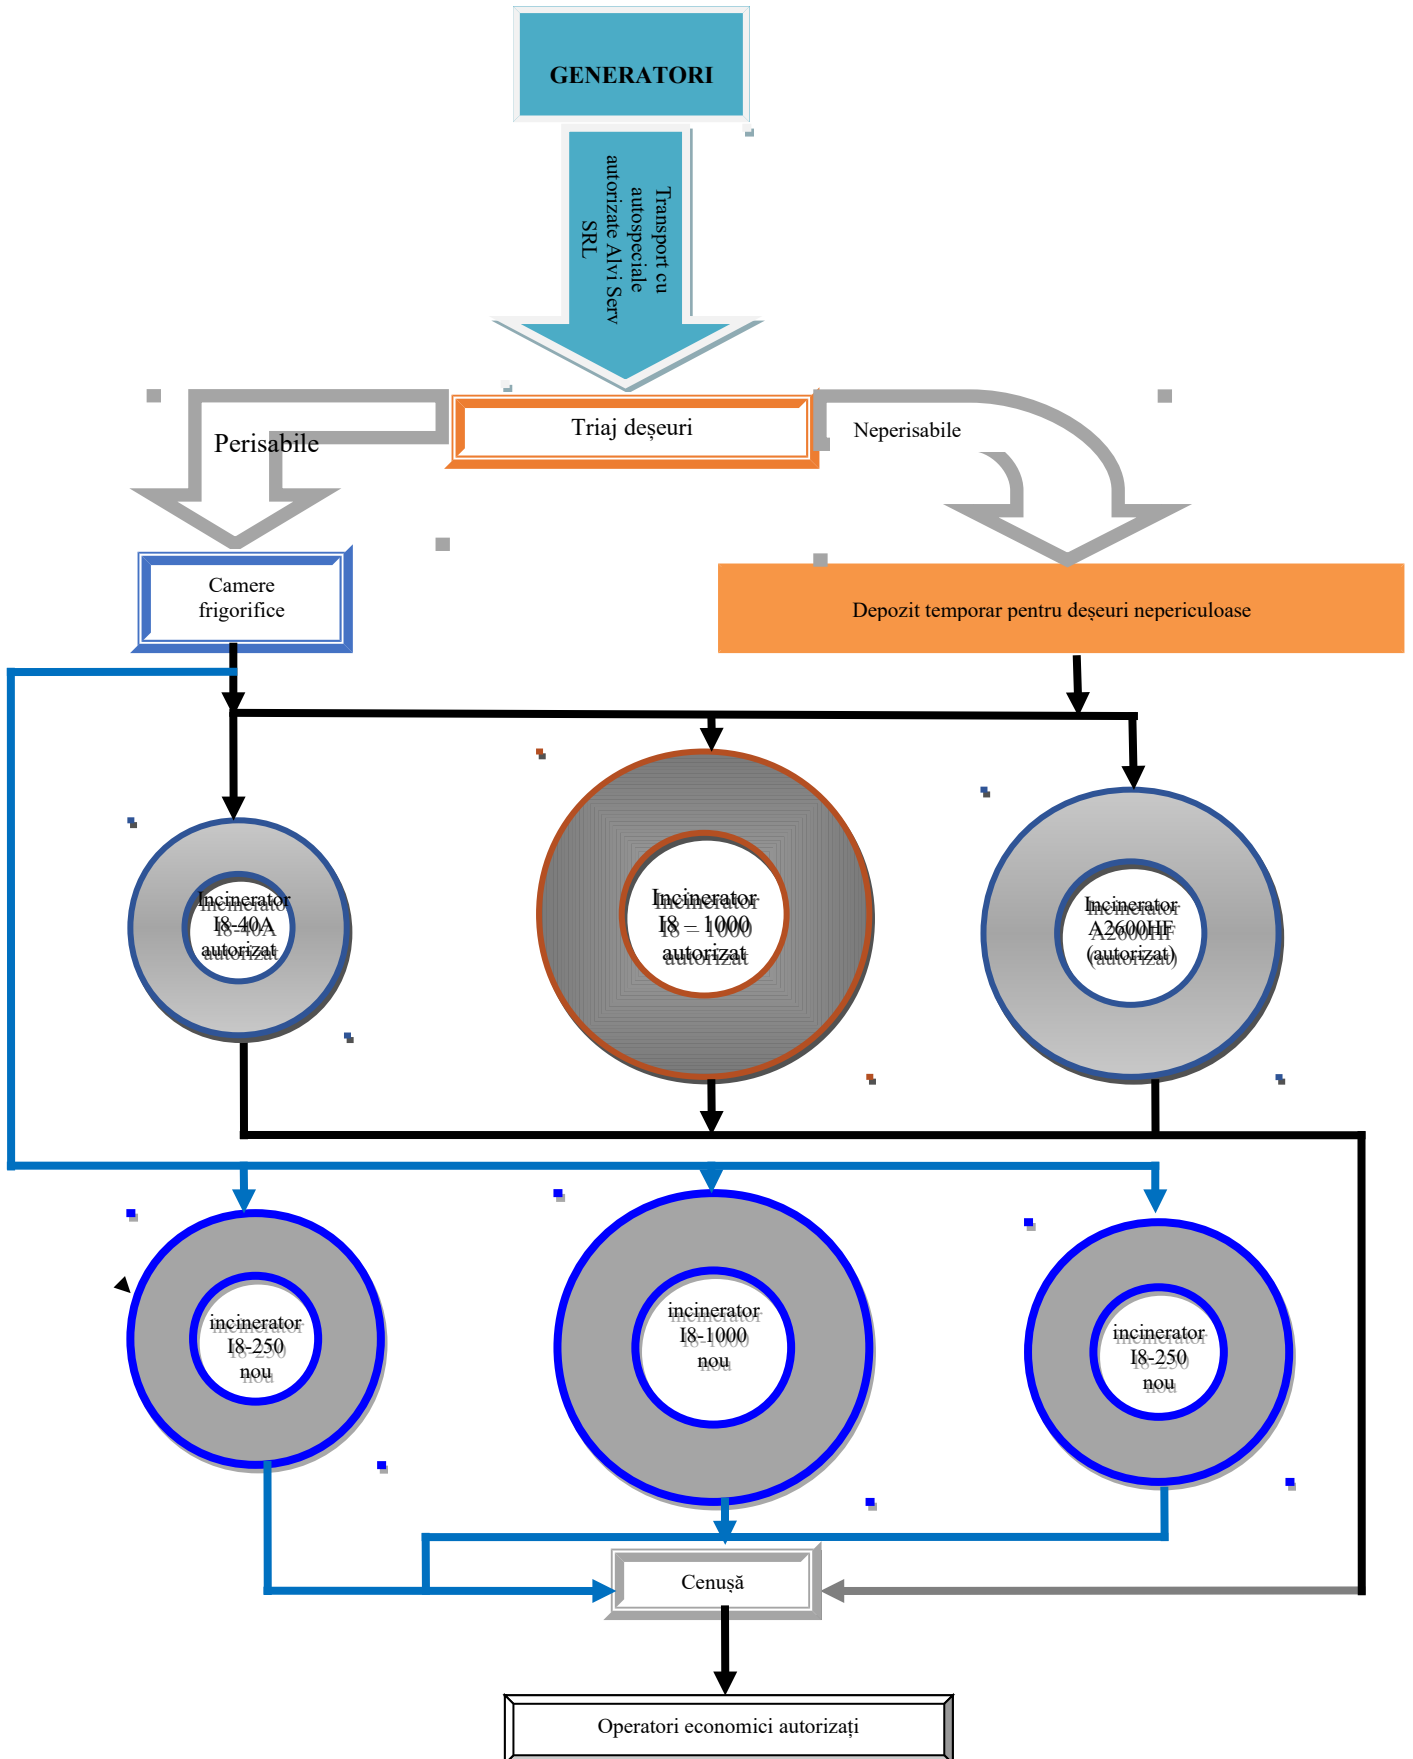 GENERATORI
Transport cu
autospeciale
autorizate Alvi Serv
SRL
Triaj deșeuri
Perisabile
Neperisabile
Camere
frigorifice
Depozit temporar pentru deșeuri nepericuloase
Incinerator
I8-40A
autorizat
Incinerator
I8 – 1000
autorizat
Incinerator
A2600HF
(autorizat)
incinerator
I8-250
nou
incinerator
I8-1000
nou
incinerator
I8-250
nou
Cenușă
Operatori economici autorizați